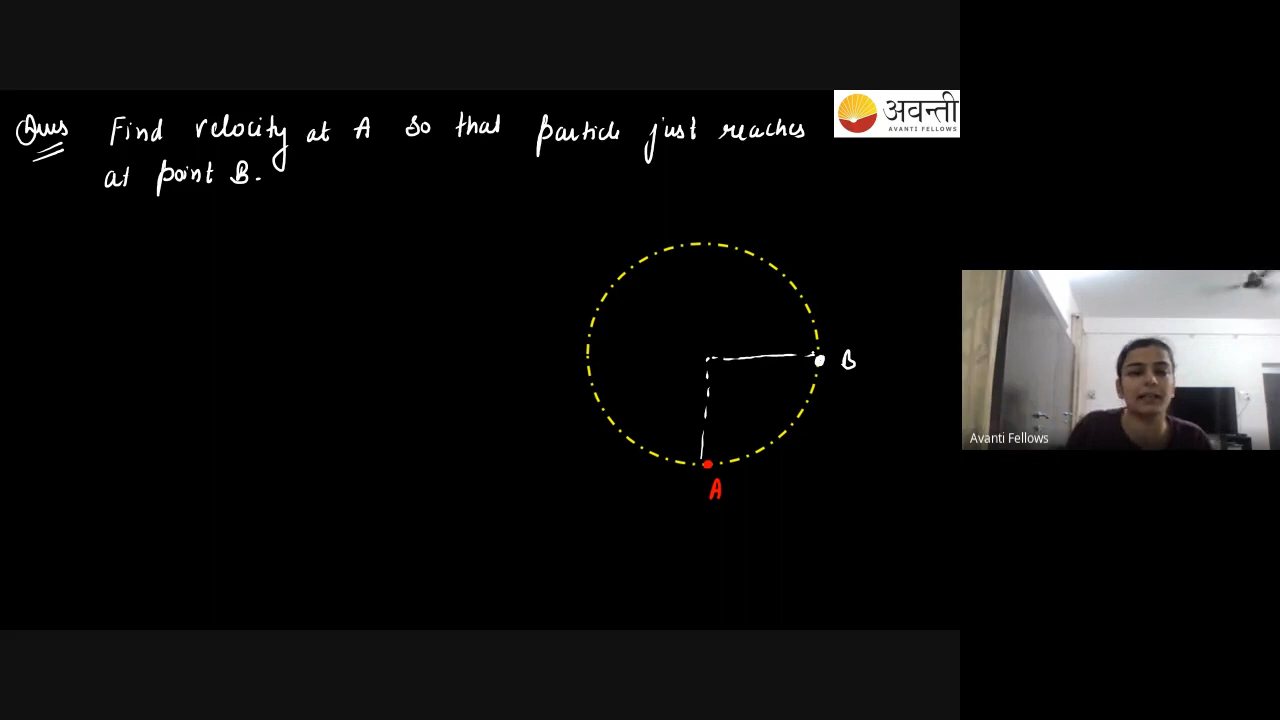 Ques Find velocity at A so that particle just reaches
at point B.
अवन्ती
AVANTI FELLOWS
B
A
Avanti Fellows